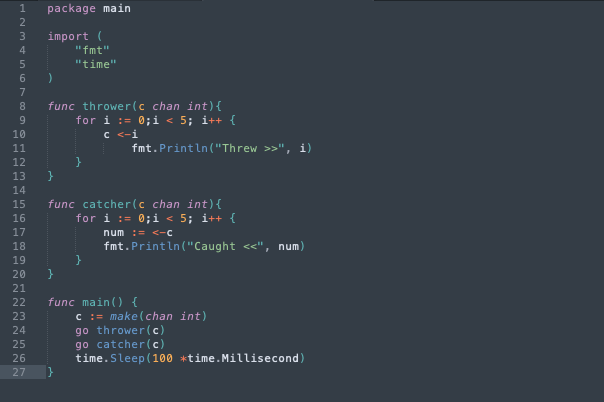 1 package main
2
3 import (
4     "fmt"
5     "time"
6 )
7
8 func thrower(c chan int){
9     for i := 0;i < 5; i++ {
10         c <-i
11             fmt.Println("Threw >>", i)
12     }
13 }
14
15 func catcher(c chan int){
16     for i := 0;i < 5; i++ {
17         num := <-c
18         fmt.Println("Caught <<", num)
19     }
20 }
21
22 func main() {
23     c := make(chan int)
24     go thrower(c)
25     go catcher(c)
26     time.Sleep(100 *time.Millisecond)
27 }